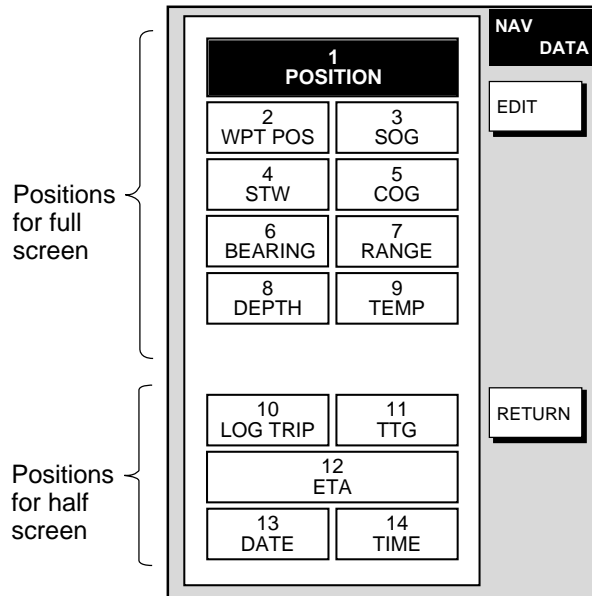 NAV
DATA
EDIT
1
POSITION
2
WPT POS
3
SOG
4
STW
5
COG
6
BEARING
7
RANGE
8
DEPTH
9
TEMP
Positions
for full
screen
10
LOG TRIP
11
TTG
12
ETA
13
DATE
14
TIME
RETURN
Positions
for half
screen